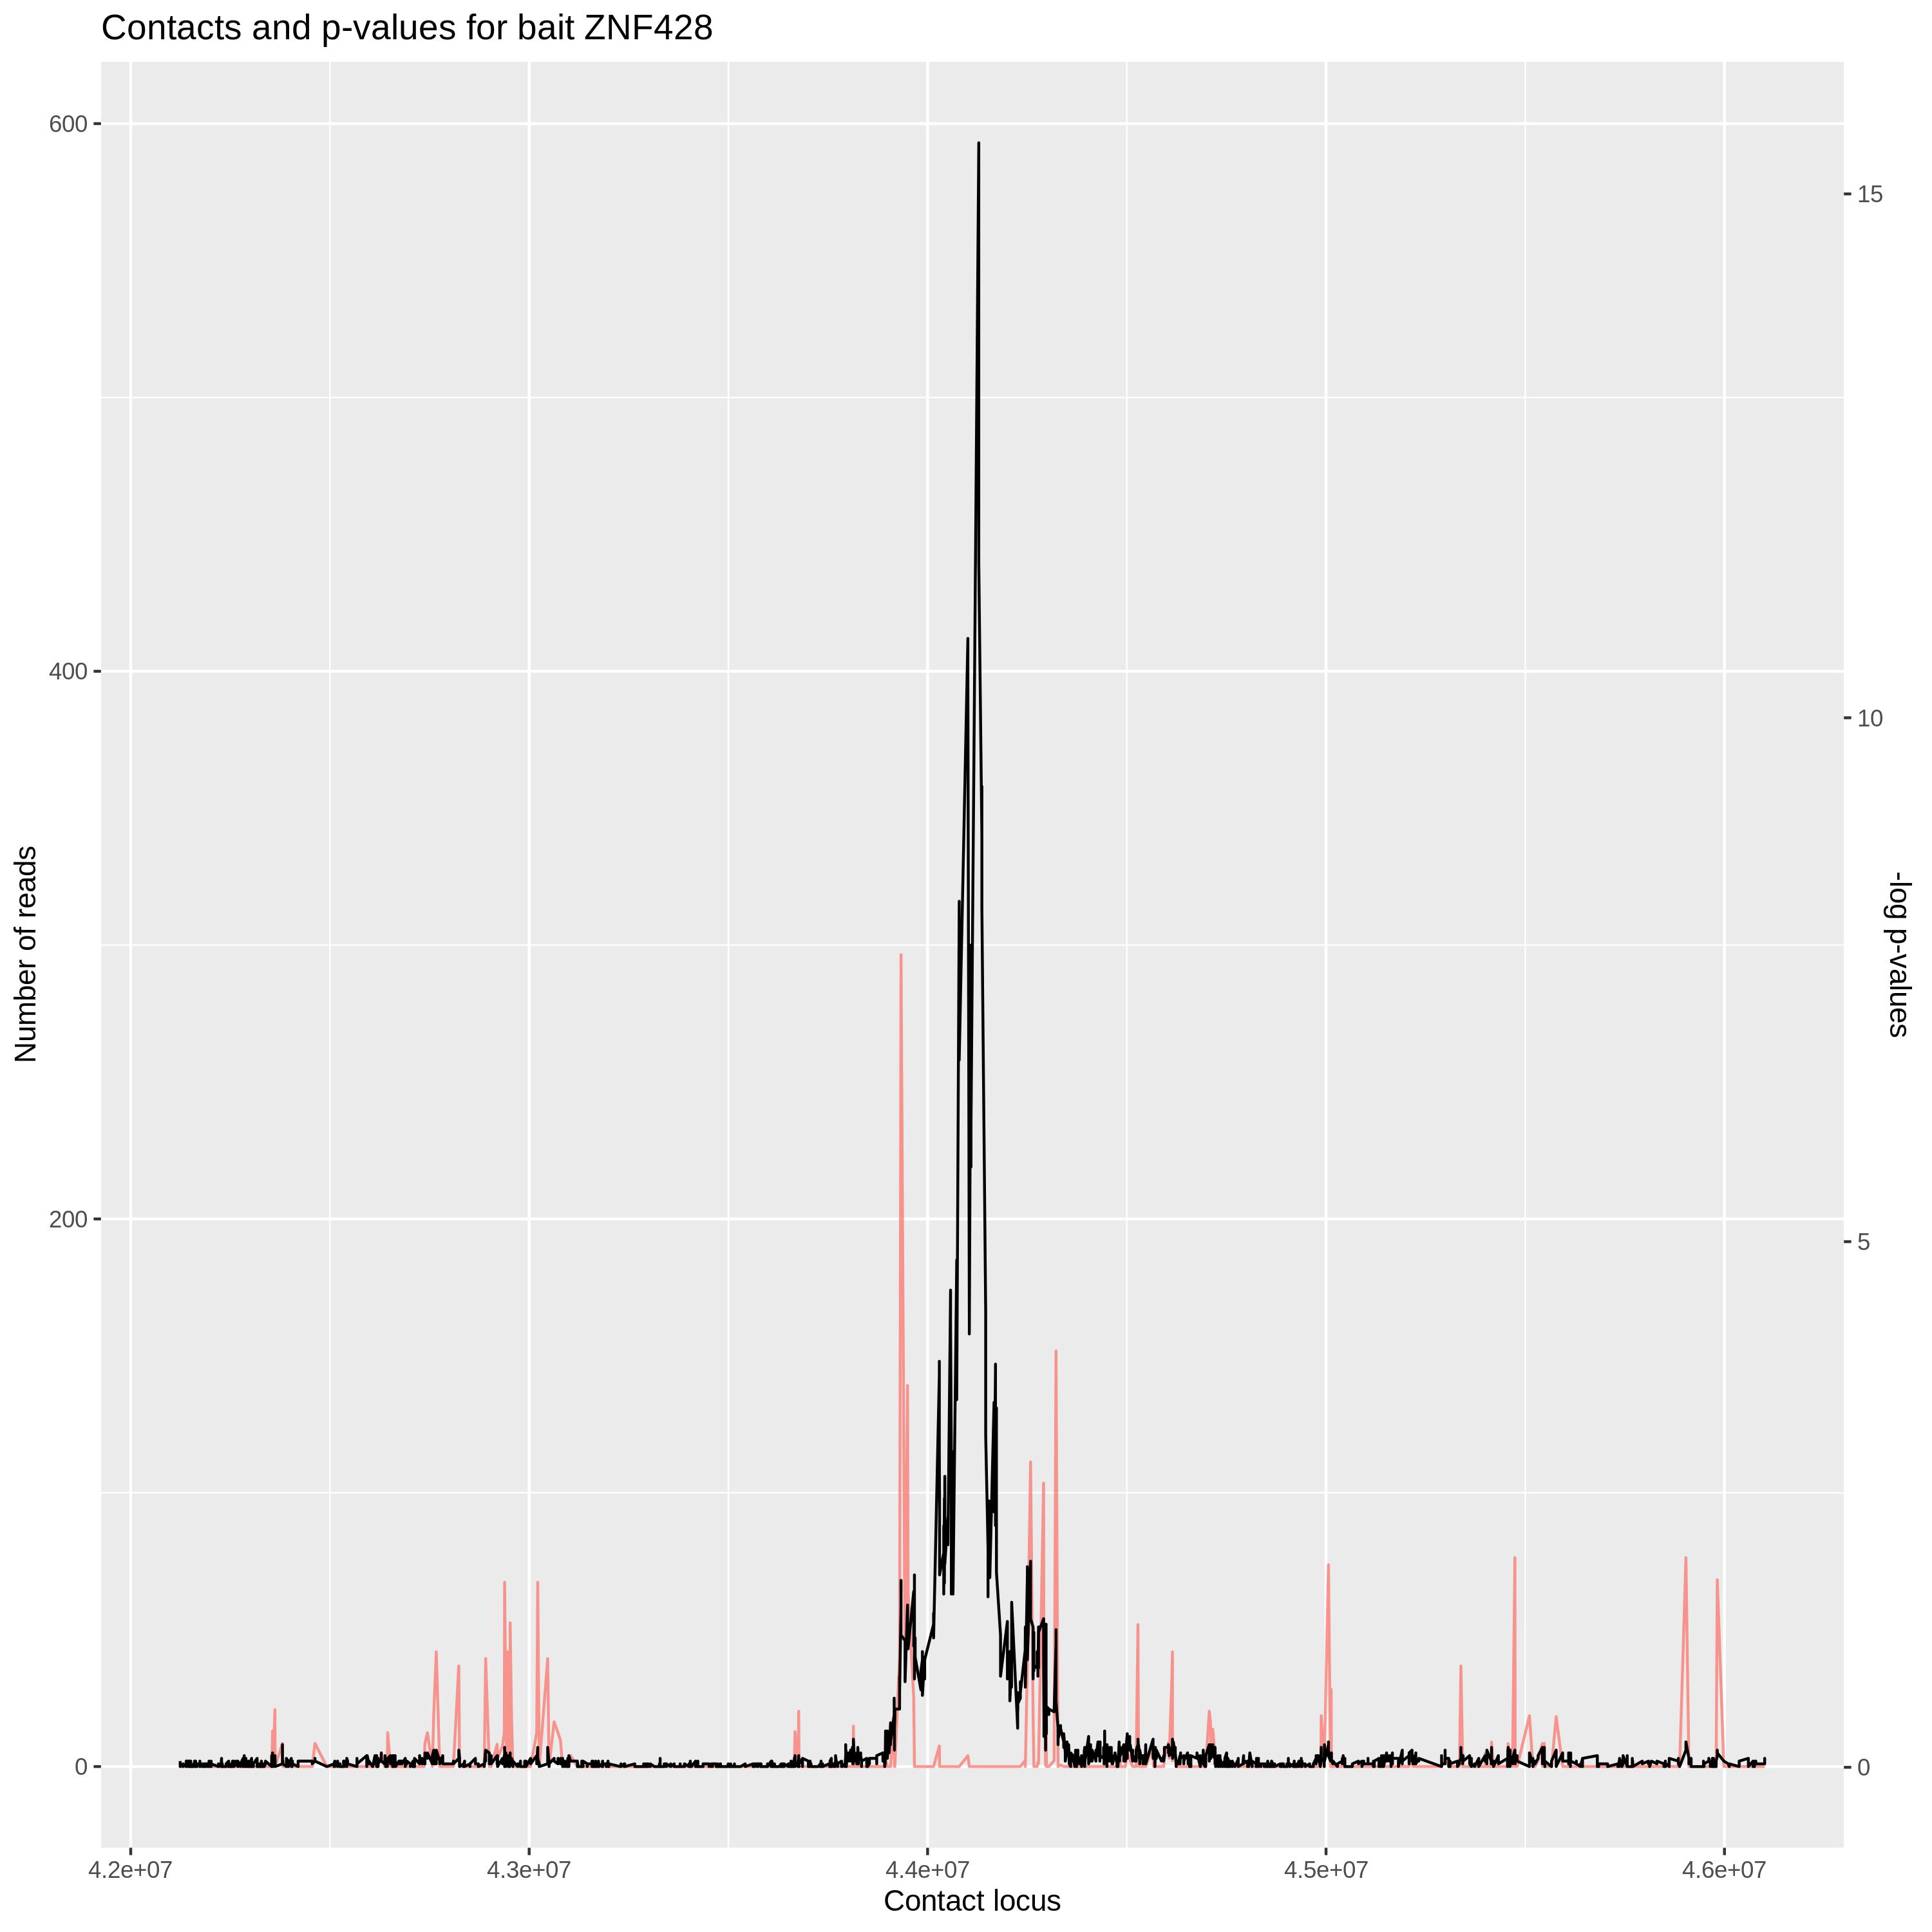 Contacts and p-values for bait ZNF428
600
400
200
0
Number of reads
15
10
5
0
-log p-values
4.2e+07
4.3e+07
4.4e+07
4.5e+07
4.6e+07
Contact locus